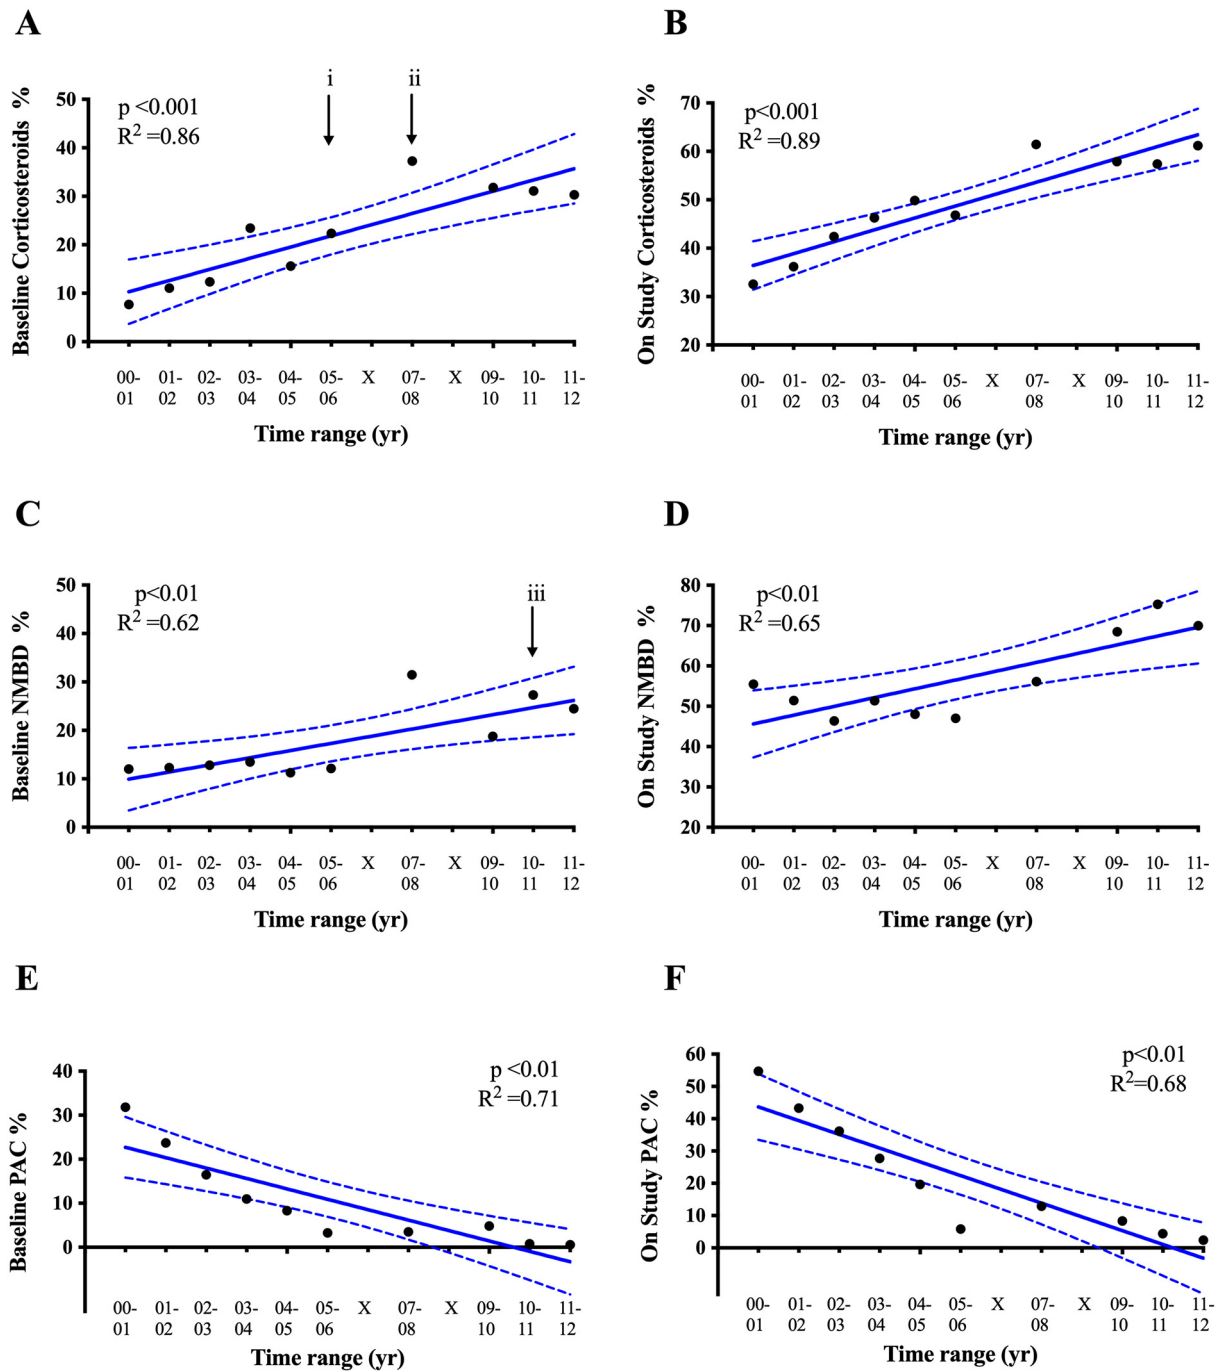 A
Baseline Corticosteroids %
p <0.001
R² =0.86
i
ii
50
40
30
20
10
0
00- 01- 02- 03- 04- 05- X 07- X 09- 10- 11-
01 02 03 04 05 06 08 10 11 12
Time range (yr)
B
On Study Corticosteroids %
p<0.001
R² =0.89
70
60
50
40
30
20
00- 01- 02- 03- 04- 05- X 07- X 09- 10- 11-
01 02 03 04 05 06 08 10 11 12
Time range (yr)
C
Baseline NMBD %
p<0.01
R² =0.62
iii
50
40
30
20
10
0
00- 01- 02- 03- 04- 05- X 07- X 09- 10- 11-
01 02 03 04 05 06 08 10 11 12
Time range (yr)
D
On Study NMBD %
p<0.01
R² =0.65
80
70
60
50
40
30
20
00- 01- 02- 03- 04- 05- X 07- X 09- 10- 11-
01 02 03 04 05 06 08 10 11 12
Time range (yr)
E
Baseline PAC %
p <0.01
R² =0.71
40
30
20
10
0
00- 01- 02- 03- 04- 05- X 07- X 09- 10- 11-
01 02 03 04 05 06 08 10 11 12
Time range (yr)
F
On Study PAC %
p<0.01
R²=0.68
60
50
40
30
20
10
0
00- 01- 02- 03- 04- 05- X 07- X 09- 10- 11-
01 02 03 04 05 06 08 10 11 12
Time range (yr)